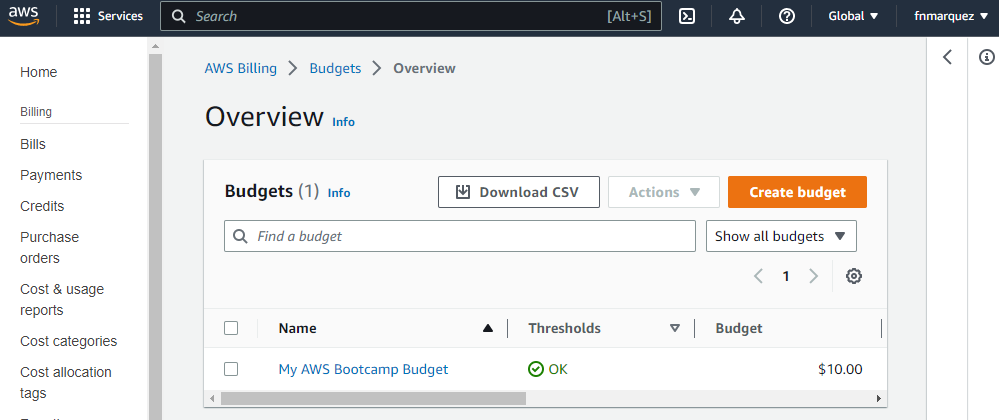 aws Services Search [Alt+S] Global fnmarquez
Home
Billing
Bills
Payments
Credits
Purchase
orders
Cost & usage
reports
Cost categories
Cost allocation
tags
AWS Billing Budgets Overview
Overview Info
Budgets (1) Info Download CSV Actions Create budget
Find a budget Show all budgets
1
Name Thresholds Budget
My AWS Bootcamp Budget OK $10.00